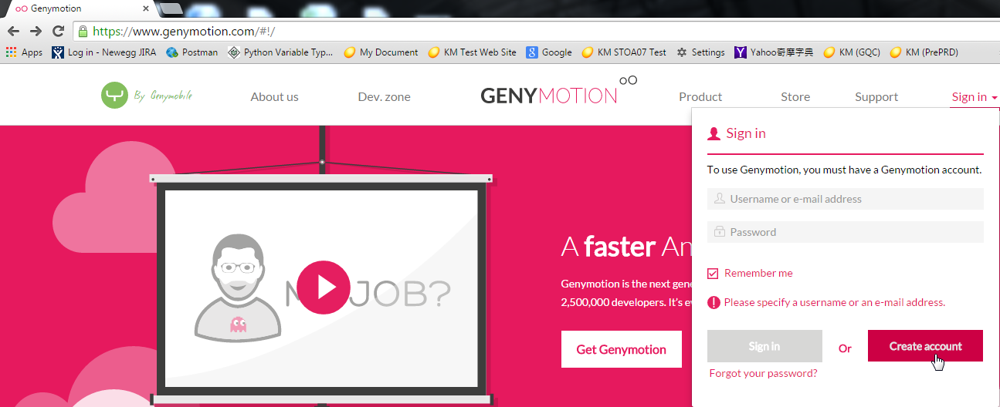 Genymotion
https://www.genymotion.com/#!/
Apps Log in - Newegg JIRA Postman Python Variable Typ... My Document KM Test Web Site Google KM STOA07 Test Settings Yahoo奇摩字典 KM (GQC) KM (PrePRD)
By Genymobile About us Dev. zone GENYMOTION Product Store Support Sign in
Sign in
To use Genymotion, you must have a Genymotion account.
Username or e-mail address
Password
Remember me
Please specify a username or an e-mail address.
Sign in Or Create account
Forgot your password?
JOB?
A faster An
Genymotion is the next gene
2,500,000 developers. It's e
Get Genymotion